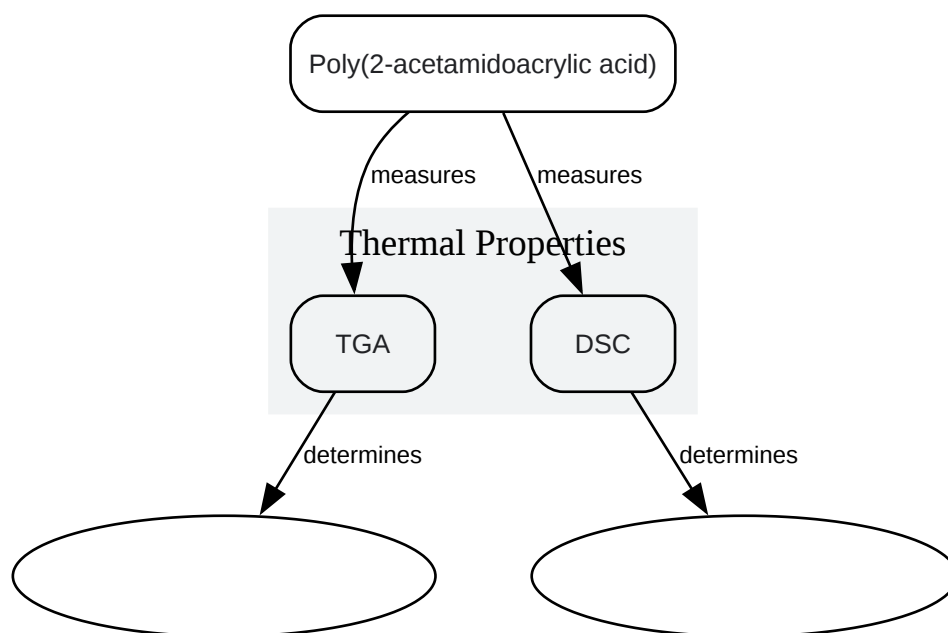 Poly(2-acetamidoacrylic acid)
measures measures
Thermal Properties
TGA DSC
determines determines